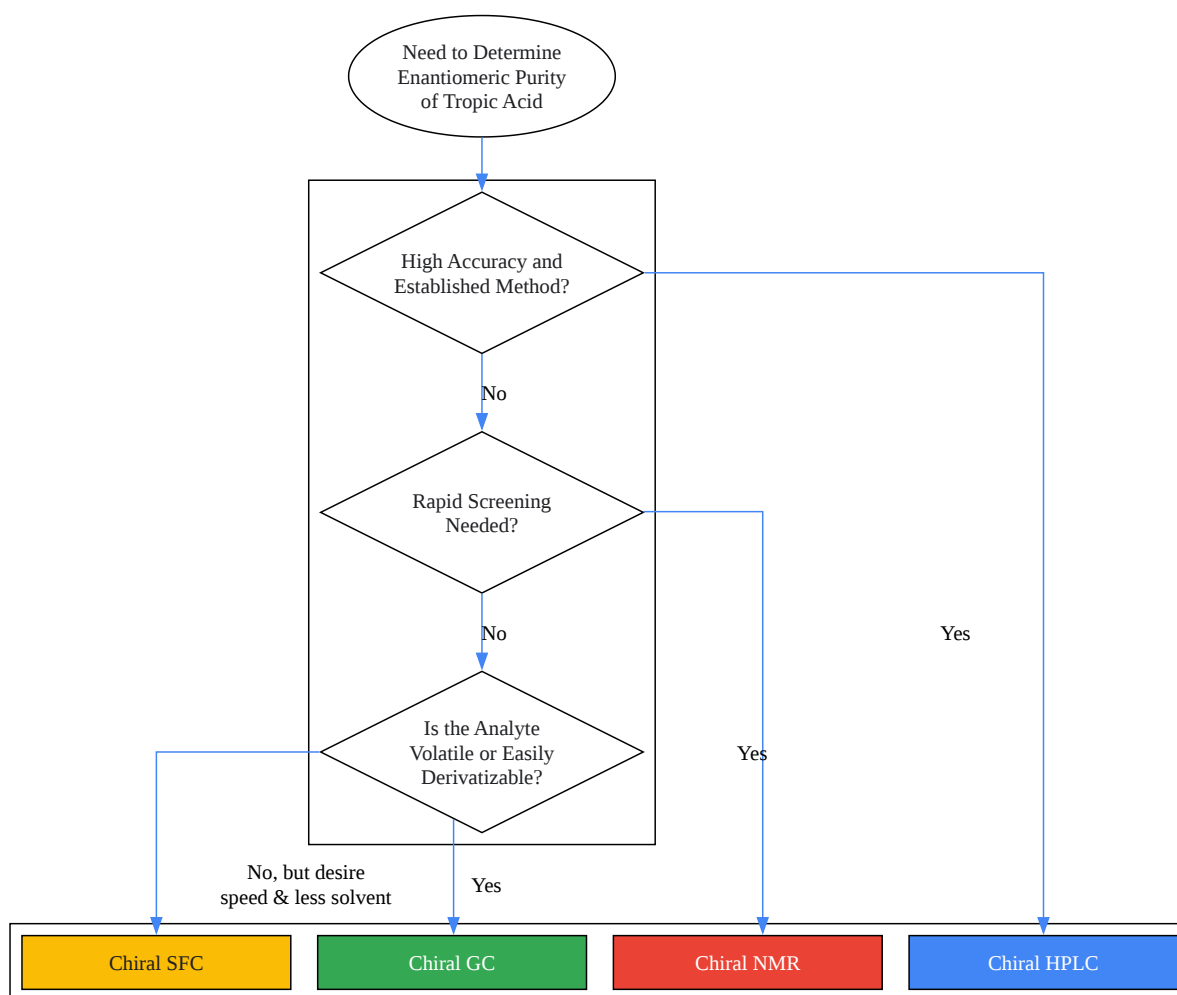 Need to Determine
Enantiomeric Purity
of Tropic Acid
High Accuracy and
Established Method?
No
Rapid Screening
Needed?
No
Yes
Is the Analyte
Volatile or Easily
Derivatizable?
Yes
No, but desire
speed & less solvent
Yes
Chiral SFC
Chiral GC
Chiral NMR
Chiral HPLC